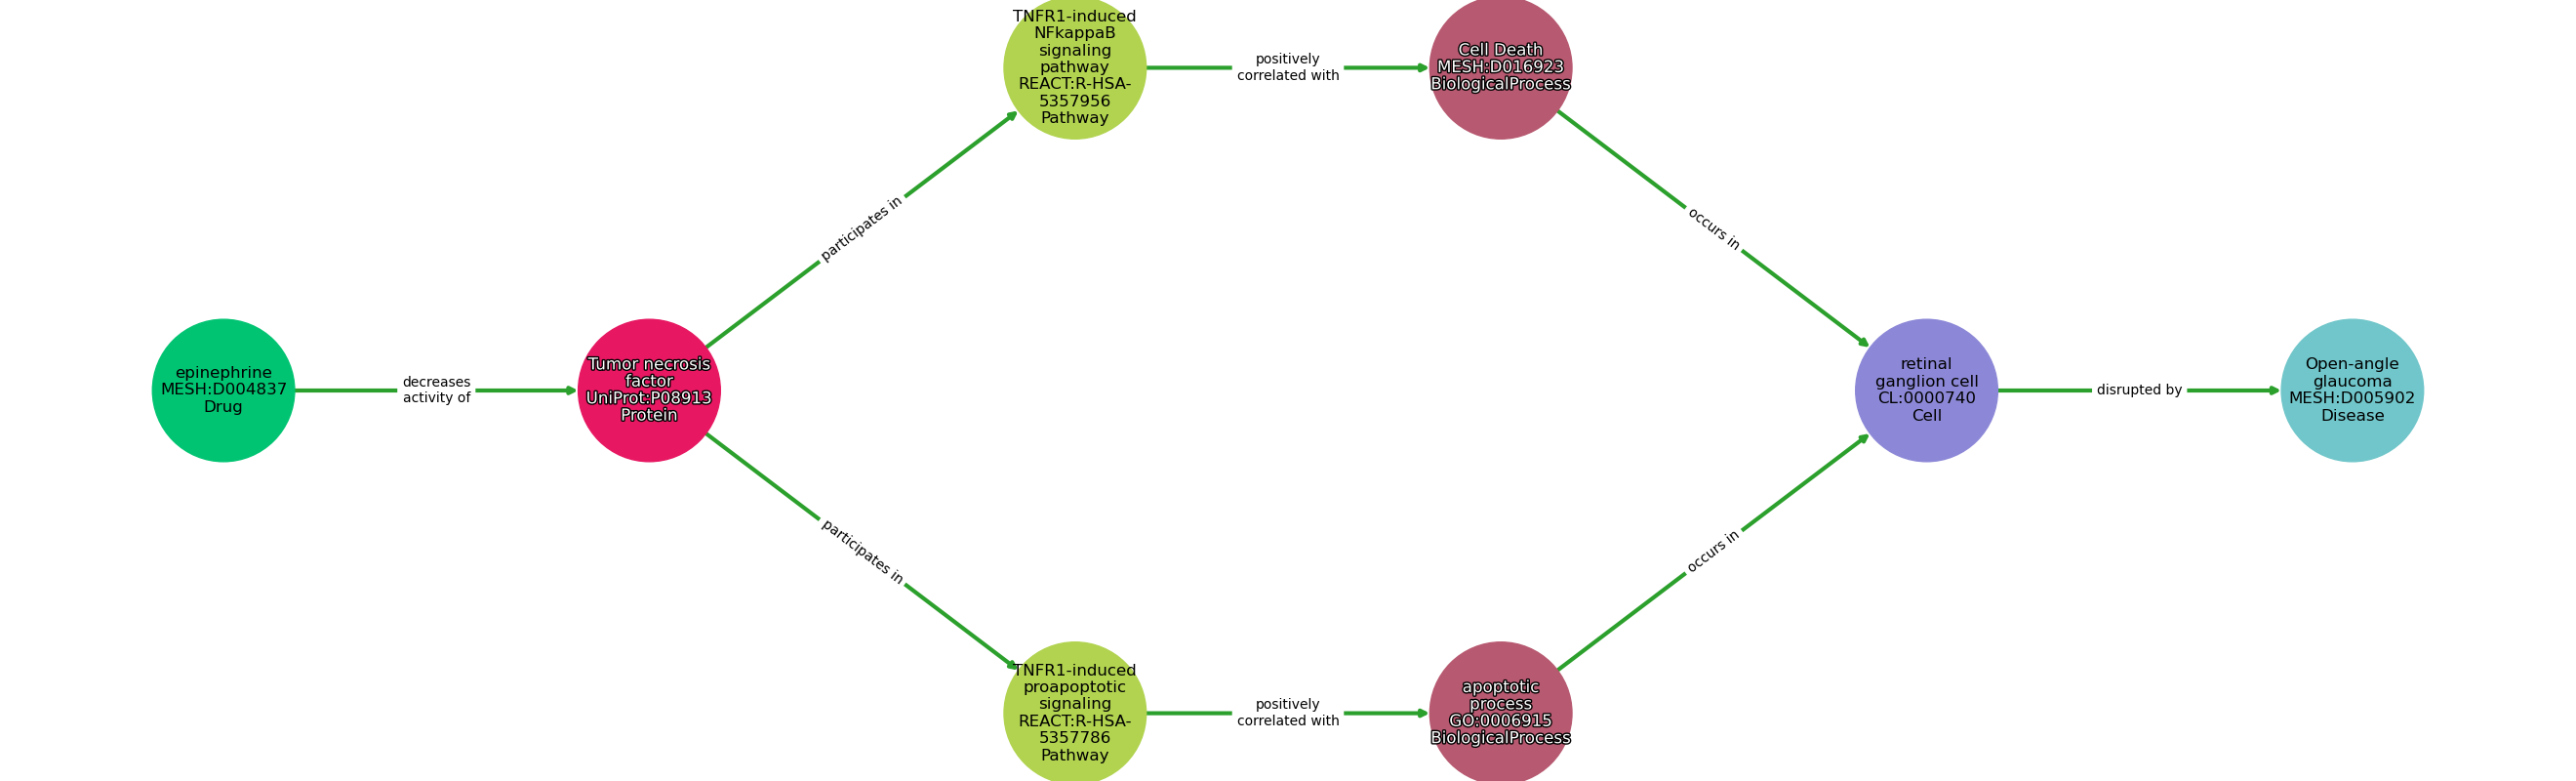 TNFR1-induced
NFkappaB
signaling
pathway
REACT:R-HSA-
5357956
Pathway
positively
correlated with
Cell Death
MESH:D016923
BiologicalProcess
participates in
occurs in
epinephrine
MESH:D004837
Drug
decreases
activity of
Tumor necrosis
factor
UniProt:P08913
Protein
retinal
ganglion cell
CL:0000740
Cell
disrupted by
Open-angle
glaucoma
MESH:D005902
Disease
participates in
occurs in
TNFR1-induced
proapoptotic
signaling
REACT:R-HSA-
5357786
Pathway
positively
correlated with
apoptotic
process
GO:0006915
BiologicalProcess